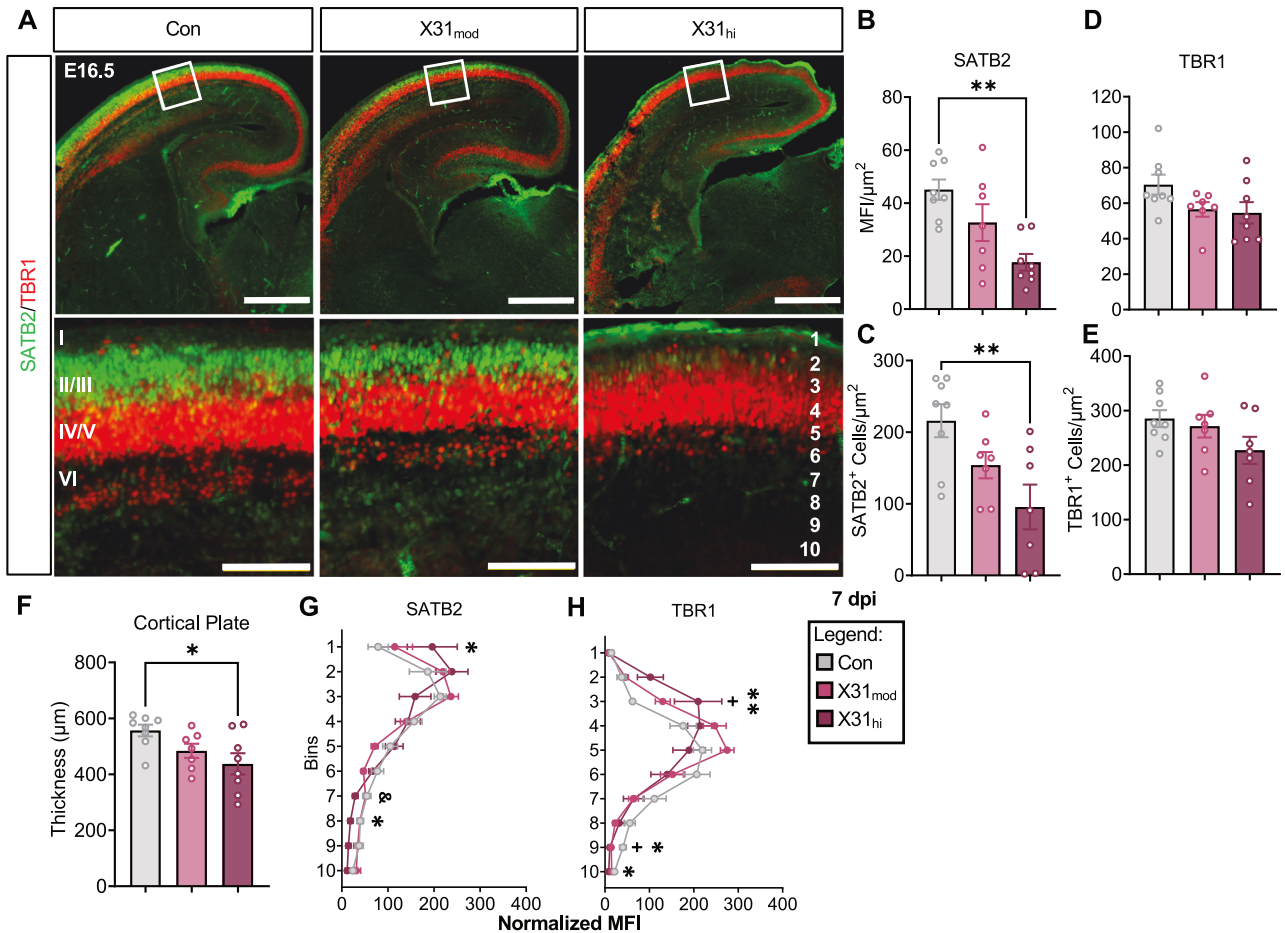 A
Con
X31mod
X31hi
SATB2/TBR1
E16.5
I
II/III
IV/V
VI
1
2
3
4
5
6
7
8
9
10
B
SATB2
**
MFI/µm²
80
60
40
20
0
C
**
SATB2⁺ Cells/µm²
300
200
100
0
D
TBR1
120
100
80
60
40
20
0
E
TBR1⁺ Cells/µm²
400
300
200
100
0
F
Cortical Plate
*
Thickness (µm)
800
600
400
200
0
G
SATB2
Bins
1
2
3
4
5
6
7
8
9
10
*
&
*
0 100 200 300 400
Normalized MFI
H
TBR1
1
2
3
4
5
6
7
8
9
10
+ **
+ *
*
0 100 200 300 400
7 dpi
Legend:
Con
X31mod
X31hi